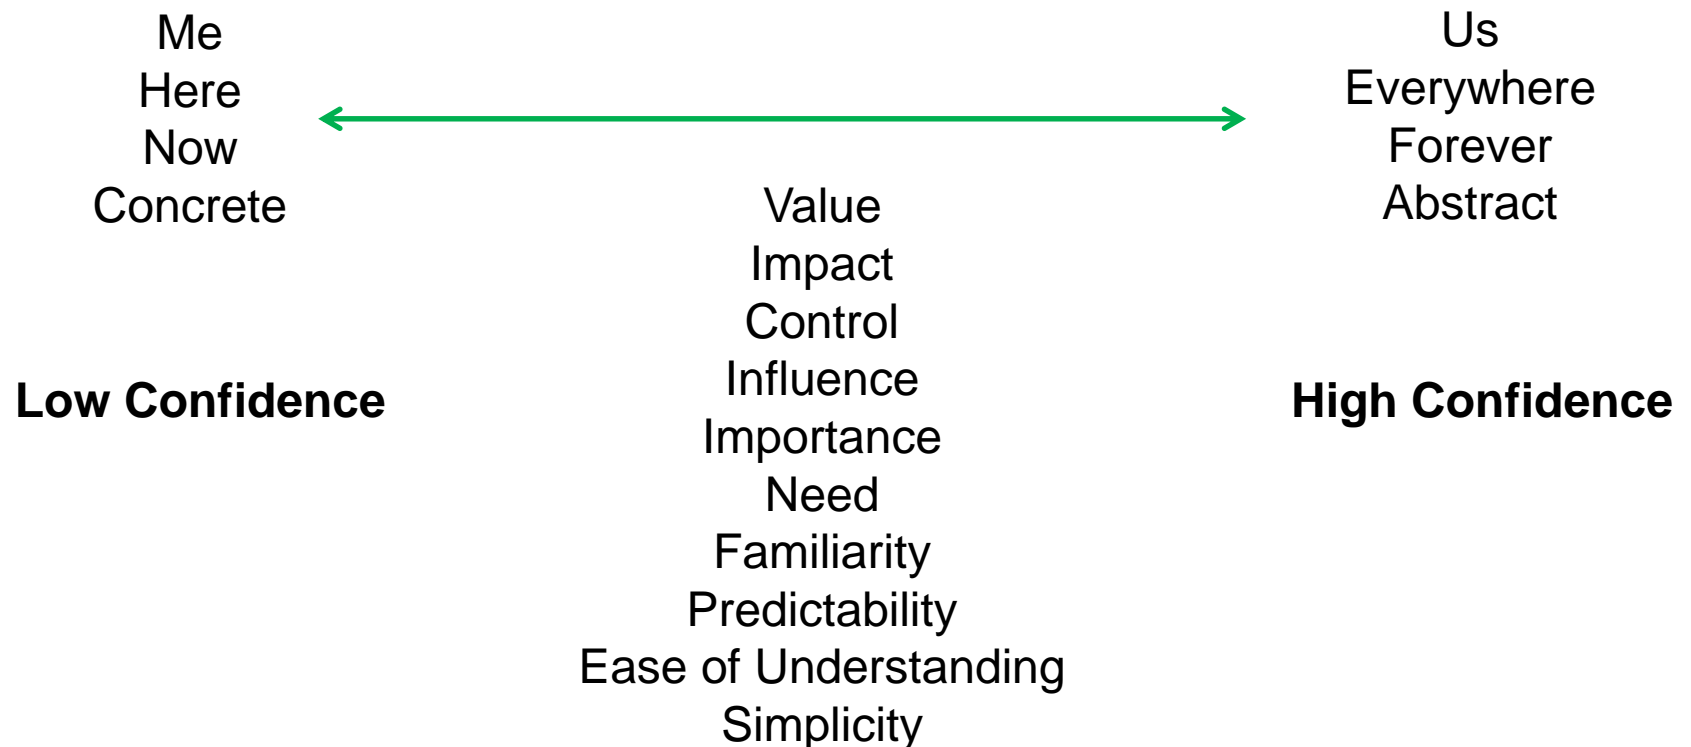 Me
Here
Now
Concrete
Us
Everywhere
Forever
Abstract
Value
Impact
Control
Influence
Importance
Need
Familiarity
Predictability
Ease of Understanding
Simplicity
Low Confidence
High Confidence